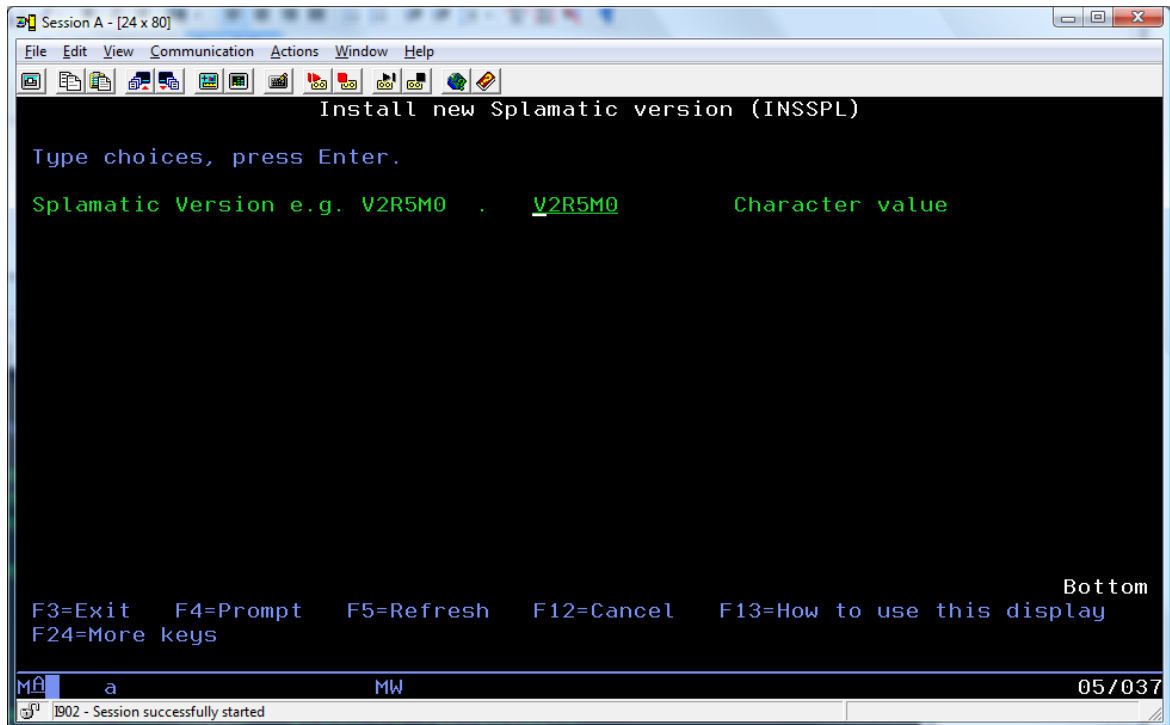 Session A - [24 x 80]
File Edit View Communication Actions Window Help
Install new Splamatic version (INSSPL)
Type choices, press Enter.
Splamatic Version e.g. V2R5M0 . V2R5M0 Character value
Bottom
F3=Exit F4=Prompt F5=Refresh F12=Cancel F13=How to use this display
F24=More keys
MA a MW 05/037
I902 - Session successfully started